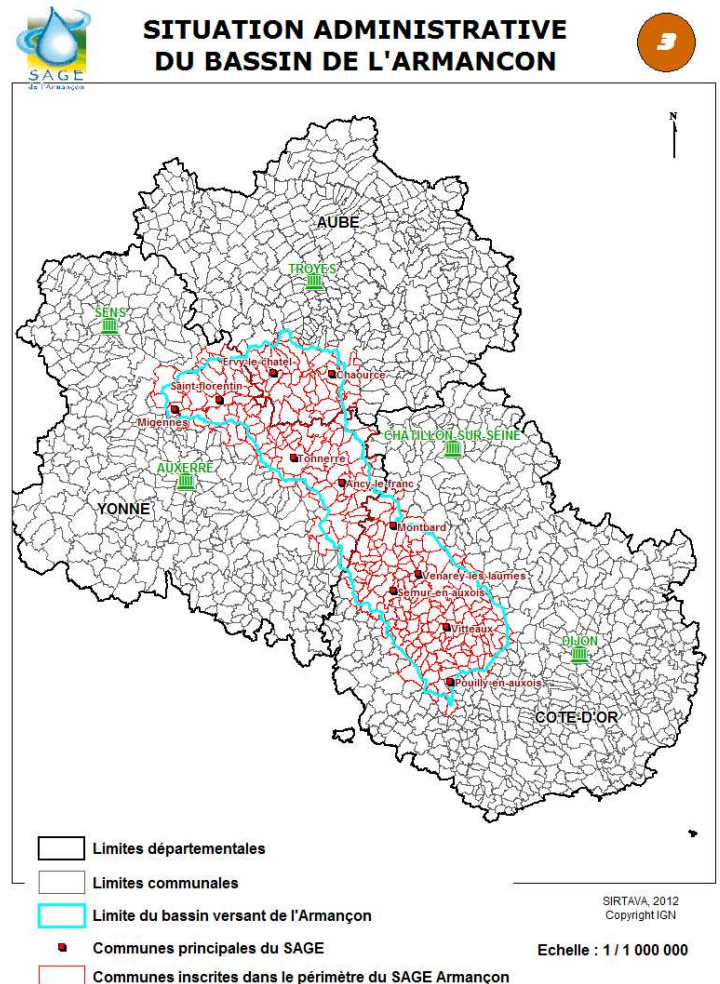 SITUATION ADMINISTRATIVE
DU BASSIN DE L'ARMANCON
3
SAGE
de l'Armançon
N
AUBE
TROYES
SENS
Ervy-le-chatel
Chaource
Saint-florentin
Migennes
CHATILLON-SUR-SEINE
Tonnerre
AUXERRE
Ancy-le-franc
YONNE
Montbard
Venarey-les-laumes
Semur-en-auxois
Vitteaux
DIJON
Pouilly-en-auxois
COTE-D'OR
Limites départementales
Limites communales
Limite du bassin versant de l'Armançon
Communes principales du SAGE
Communes inscrites dans le périmètre du SAGE Armançon
SIRTAVA, 2012
Copyright IGN
Echelle : 1 / 1 000 000